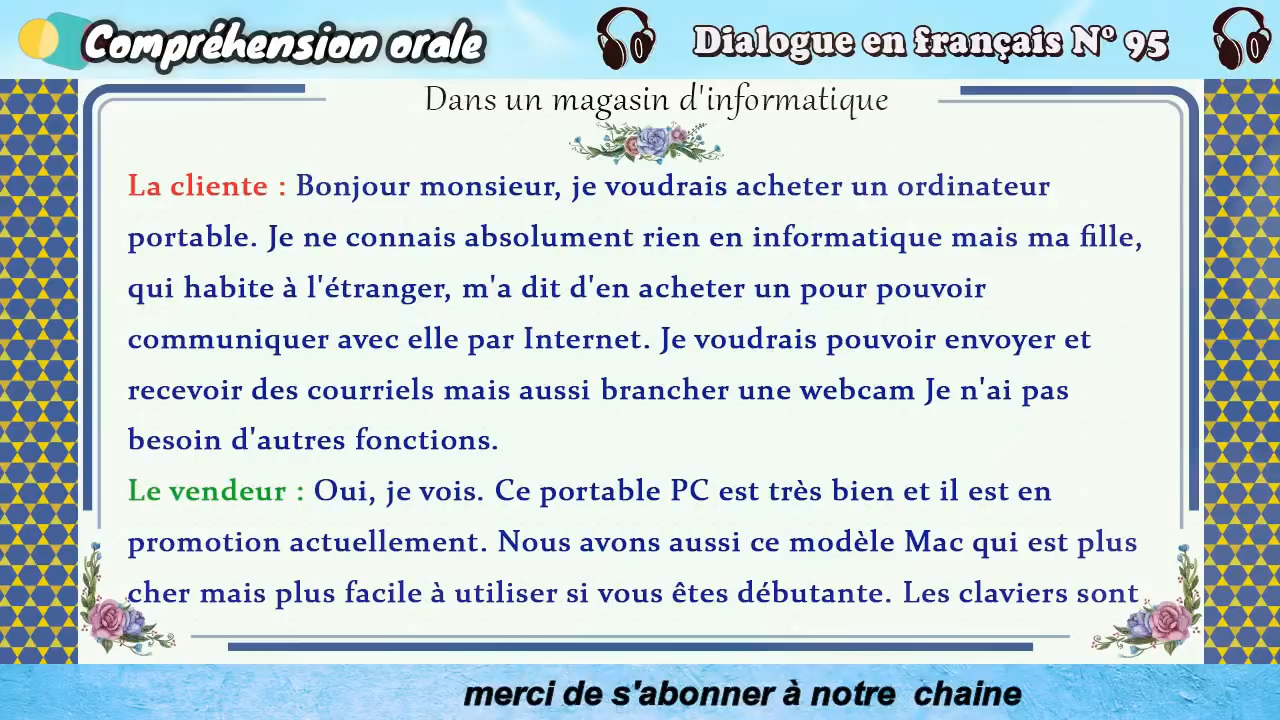 Compréhension orale
Dialogue en français N° 95
Dans un magasin d'informatique
La cliente : Bonjour monsieur, je voudrais acheter un ordinateur
portable. Je ne connais absolument rien en informatique mais ma fille,
qui habite à l'étranger, m'a dit d'en acheter un pour pouvoir
communiquer avec elle par Internet. Je voudrais pouvoir envoyer et
recevoir des courriels mais aussi brancher une webcam Je n'ai pas
besoin d'autres fonctions.
Le vendeur : Oui, je vois. Ce portable PC est très bien et il est en
promotion actuellement. Nous avons aussi ce modèle Mac qui est plus
cher mais plus facile à utiliser si vous êtes débutante. Les claviers sont
merci de s'abonner à notre chaine